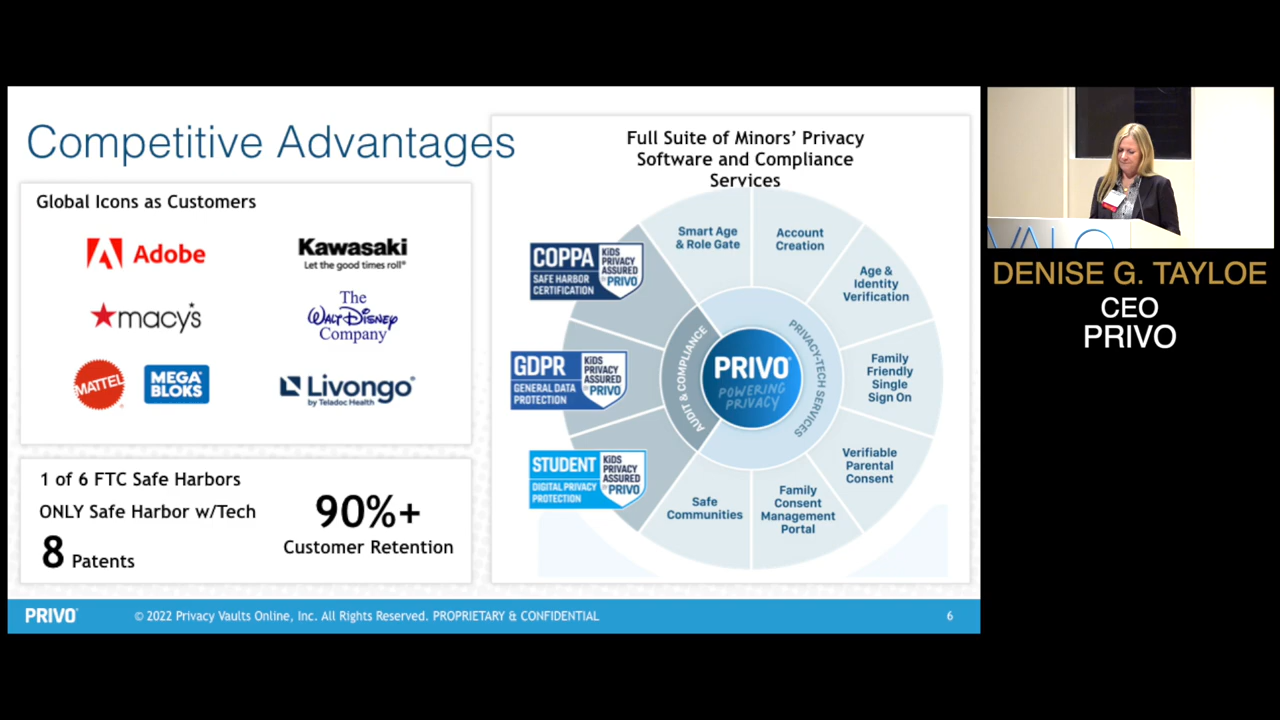 Competitive Advantages
Global Icons as Customers
Adobe
Kawasaki
Let the good times roll®
macy's
The
Walt Disney
Company
MATTEL
MEGA
BLOKS
Livongo®
by Teladoc Health
1 of 6 FTC Safe Harbors
ONLY Safe Harbor w/Tech
8 Patents
90%+
Customer Retention
Full Suite of Minors' Privacy
Software and Compliance
Services
Smart Age
& Role Gate
Account
Creation
Age &
Identity
Verification
Family
Friendly
Single
Sign On
Verifiable
Parental
Consent
Family
Consent
Management
Portal
Safe
Communities
COPPA
SAFE HARBOR
CERTIFICATION
KiDS
PRIVACY
ASSURED
BY PRIVO
GDPR
GENERAL DATA
PROTECTION
KiDS
PRIVACY
ASSURED
BY PRIVO
STUDENT
DIGITAL PRIVACY
PROTECTION
KiDS
PRIVACY
ASSURED
BY PRIVO
AUDIT & COMPLIANCE
PRIVACY-TECH SERVICES
PRIVO®
POWERING
PRIVACY
PRIVO®
© 2022 Privacy Vaults Online, Inc. All Rights Reserved. PROPRIETARY & CONFIDENTIAL
6
VALO
DENISE G. TAYLOE
CEO
PRIVO